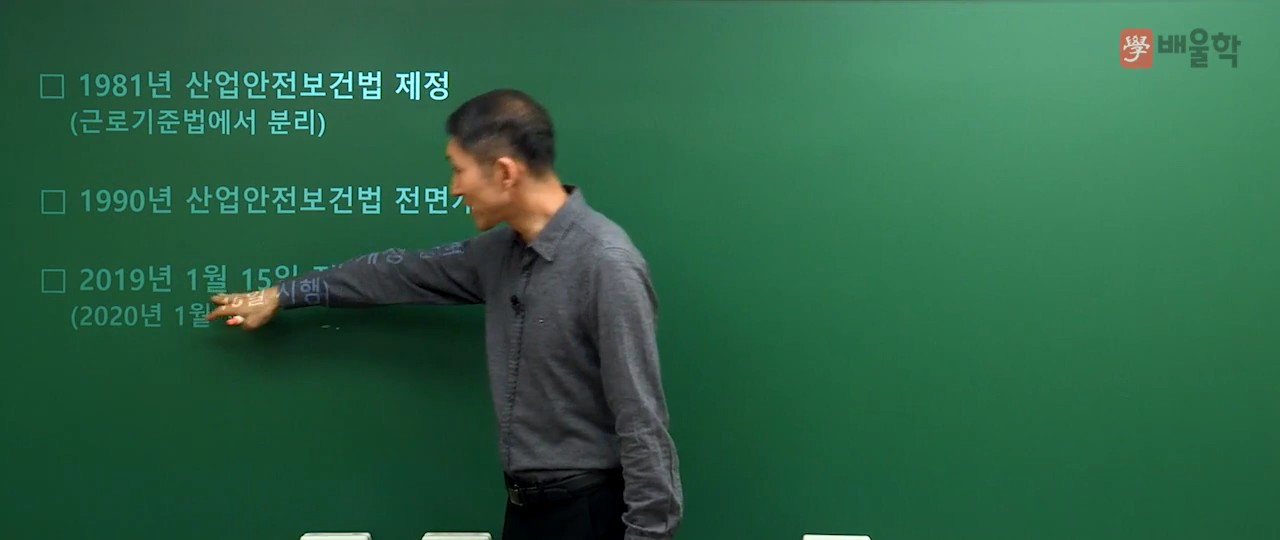 學 배울학
□ 1981년 산업안전보건법 제정
(근로기준법에서 분리)
□ 1990년 산업안전보건법 전면
□ 2019년 1월 15일
(2020년 1월 시행)